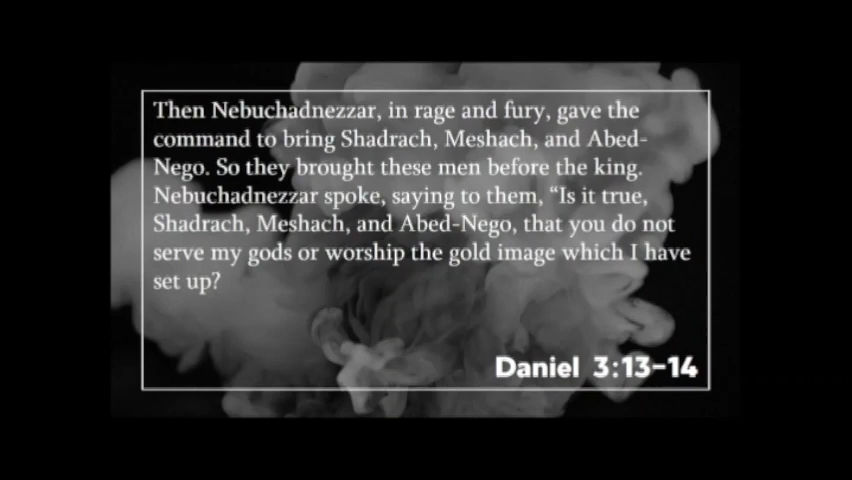 Then Nebuchadnezzar, in rage and fury, gave the
command to bring Shadrach, Meshach, and Abed-
Nego. So they brought these men before the king.
Nebuchadnezzar spoke, saying to them, “Is it true,
Shadrach, Meshach, and Abed-Nego, that you do not
serve my gods or worship the gold image which I have
set up?
Daniel 3:13-14